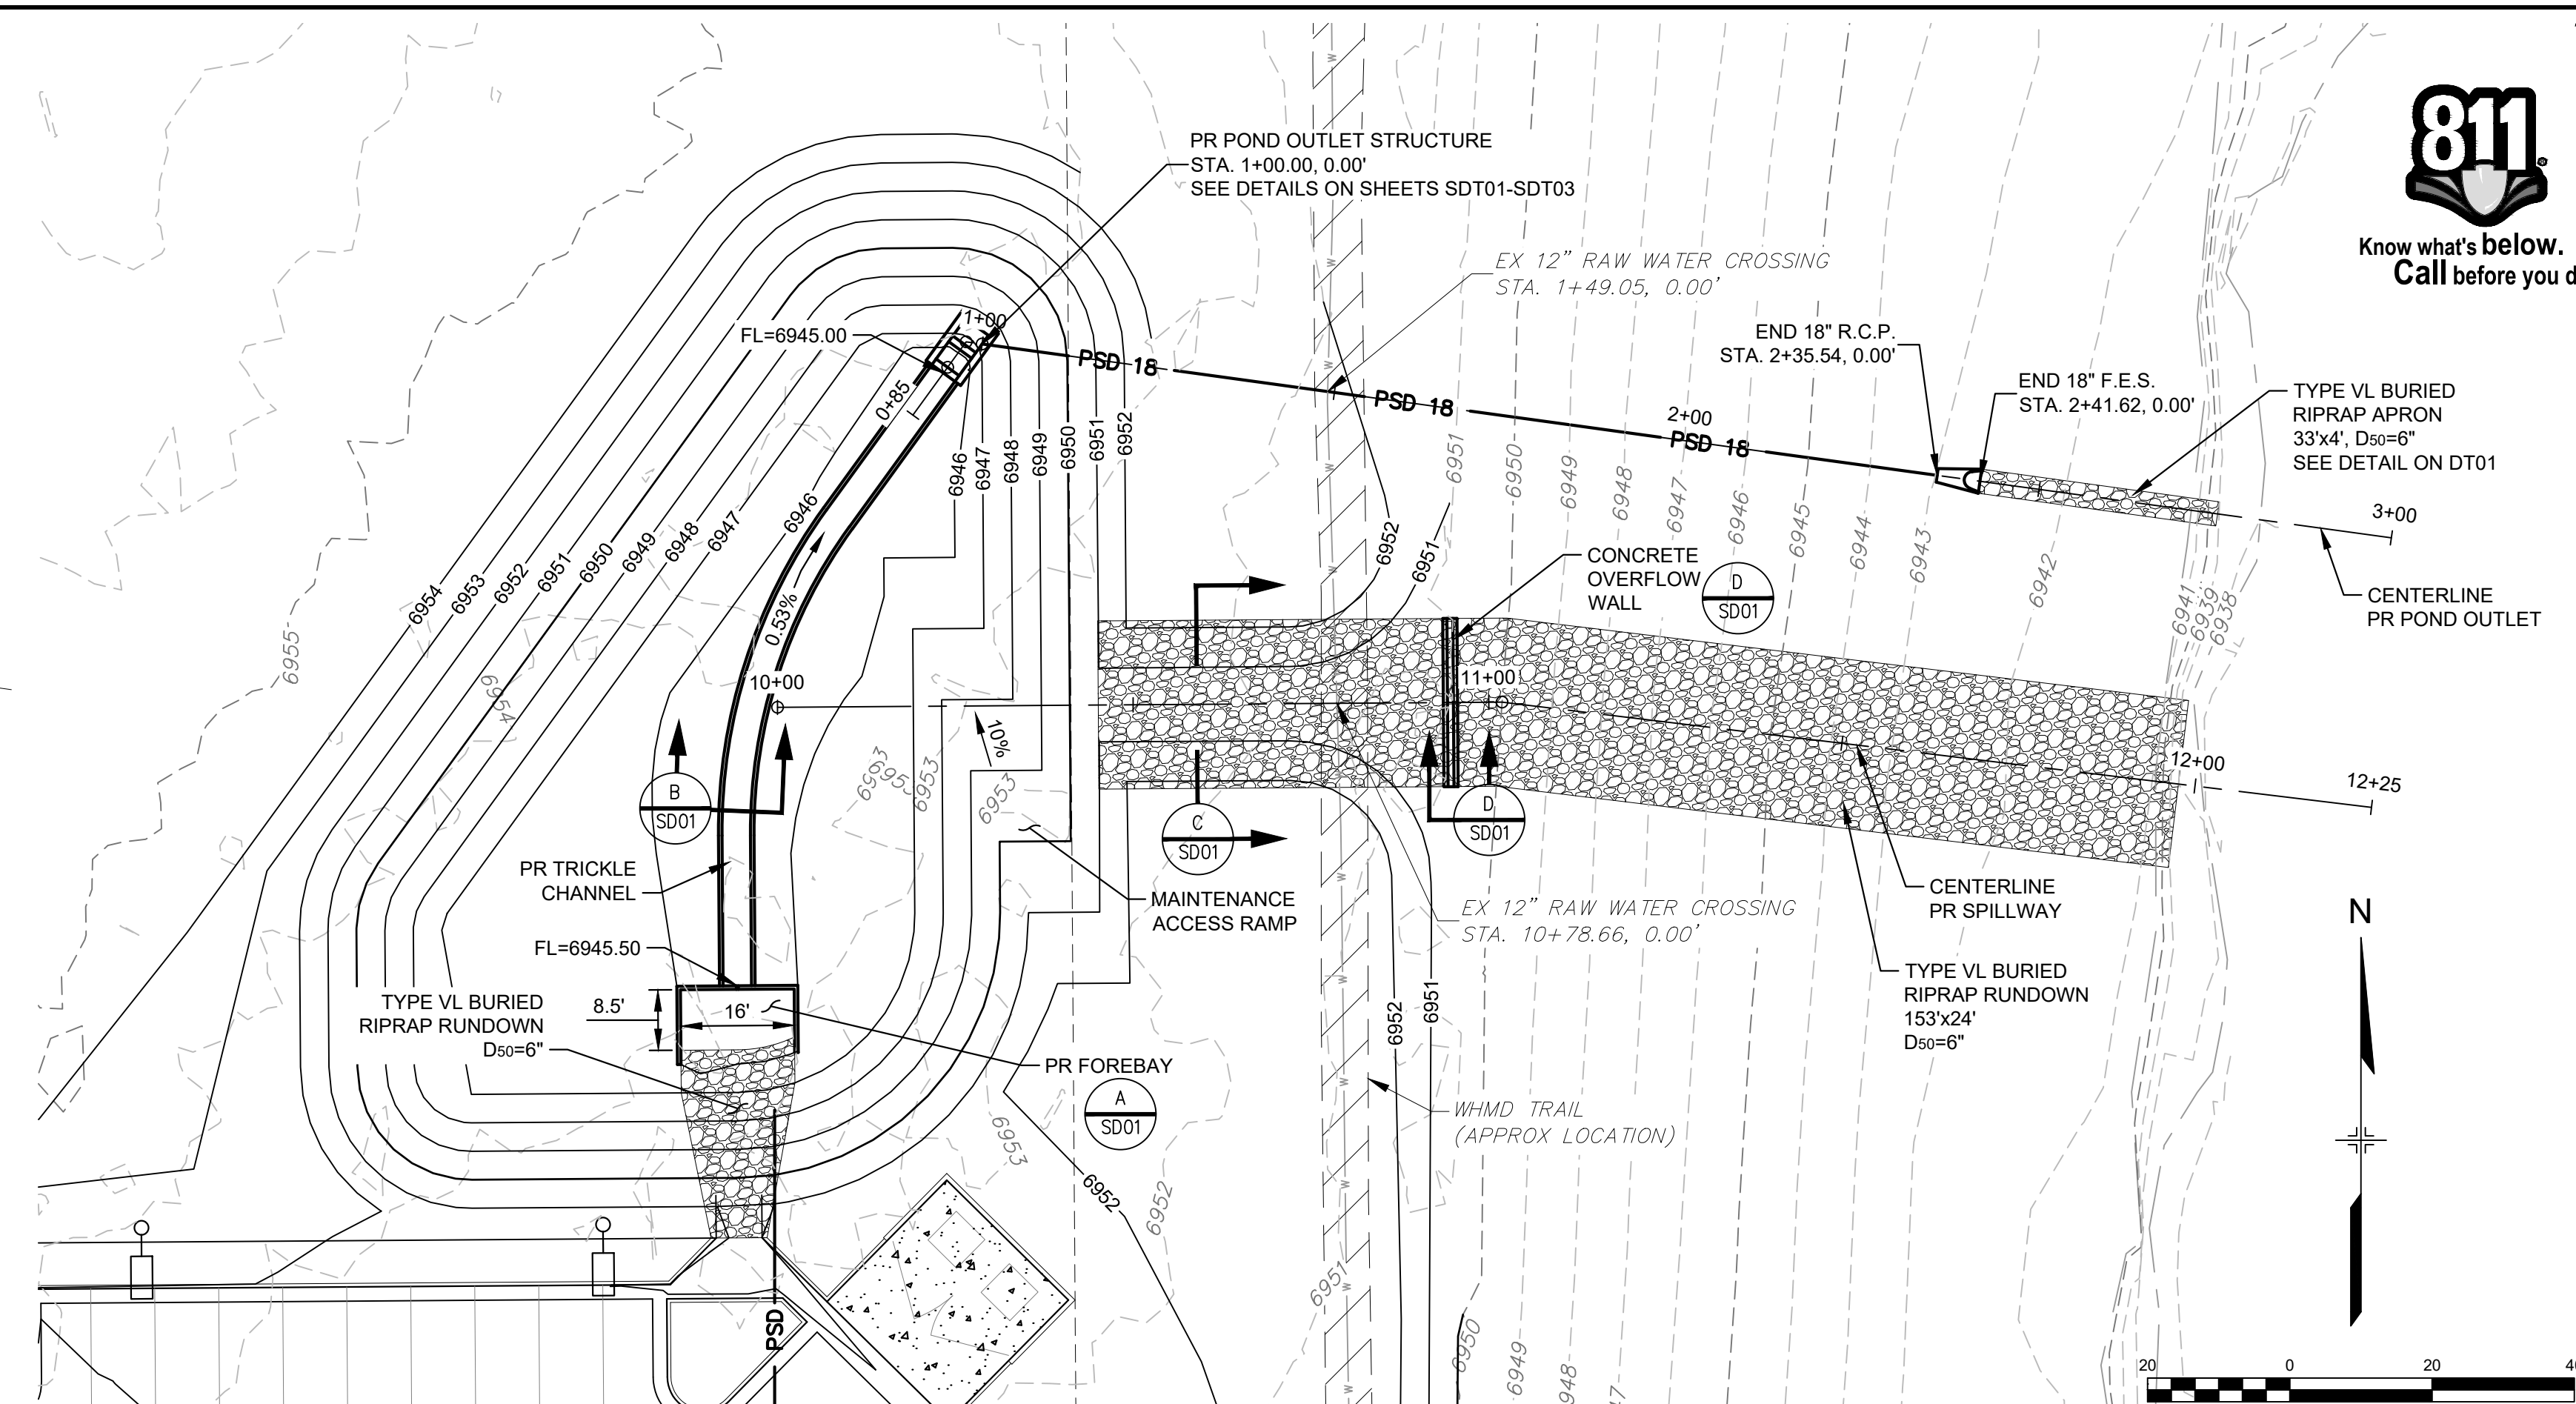 PR POND OUTLET STRUCTURE
STA. 1+00.00, 0.00'
SEE DETAILS ON SHEETS SDT01-SDT03
811
Know what's below.
Call before you d
EX 12" RAW WATER CROSSING
STA. 1+49.05, 0.00'
FL=6945.00
1+00
0+85
PSD 18
PSD 18
2+00
PSD 18
END 18" R.C.P.
STA. 2+35.54, 0.00'
END 18" F.E.S.
STA. 2+41.62, 0.00'
TYPE VL BURIED
RIPRAP APRON
33'x4', D50=6"
SEE DETAIL ON DT01
3+00
CENTERLINE
PR POND OUTLET
6946
6947
6948
6949
6950
6951
6952
6954
6953
6952
6951
6950
6949
6948
6947
6946
6955
6954
0.53%
6952
6951
6951
6950
6949
6948
6947
6946
6945
6944
6943
6942
6941
6939
6938
CONCRETE
OVERFLOW
WALL
D
SD01
10+00
11+00
12+00
12+25
10%
6953
6953
6953
B
SD01
C
SD01
D
SD01
PR TRICKLE
CHANNEL
MAINTENANCE
ACCESS RAMP
CENTERLINE
PR SPILLWAY
EX 12" RAW WATER CROSSING
STA. 10+78.66, 0.00'
N
FL=6945.50
TYPE VL BURIED
RIPRAP RUNDOWN
D50=6"
8.5'
16'
TYPE VL BURIED
RIPRAP RUNDOWN
153'x24'
D50=6"
PR FOREBAY
A
SD01
WHMD TRAIL
(APPROX LOCATION)
6952
6951
6953
6952
6952
6951
6950
6949
948
PSD
20
0
20